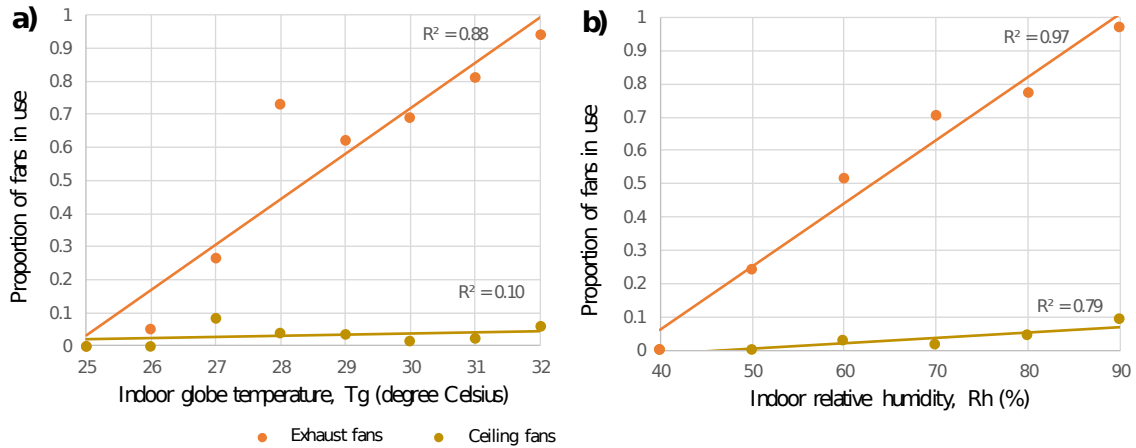 a)
Proportion of fans in use
1
0.9
0.8
0.7
0.6
0.5
0.4
0.3
0.2
0.1
0
R² = 0.88
R² = 0.10
25 26 27 28 29 30 31 32
Indoor globe temperature, Tg (degree Celsius)
b)
Proportion of fans in use
1
0.9
0.8
0.7
0.6
0.5
0.4
0.3
0.2
0.1
0
R² = 0.97
R² = 0.79
40 50 60 70 80 90
Indoor relative humidity, Rh (%)
Exhaust fans Ceiling fans